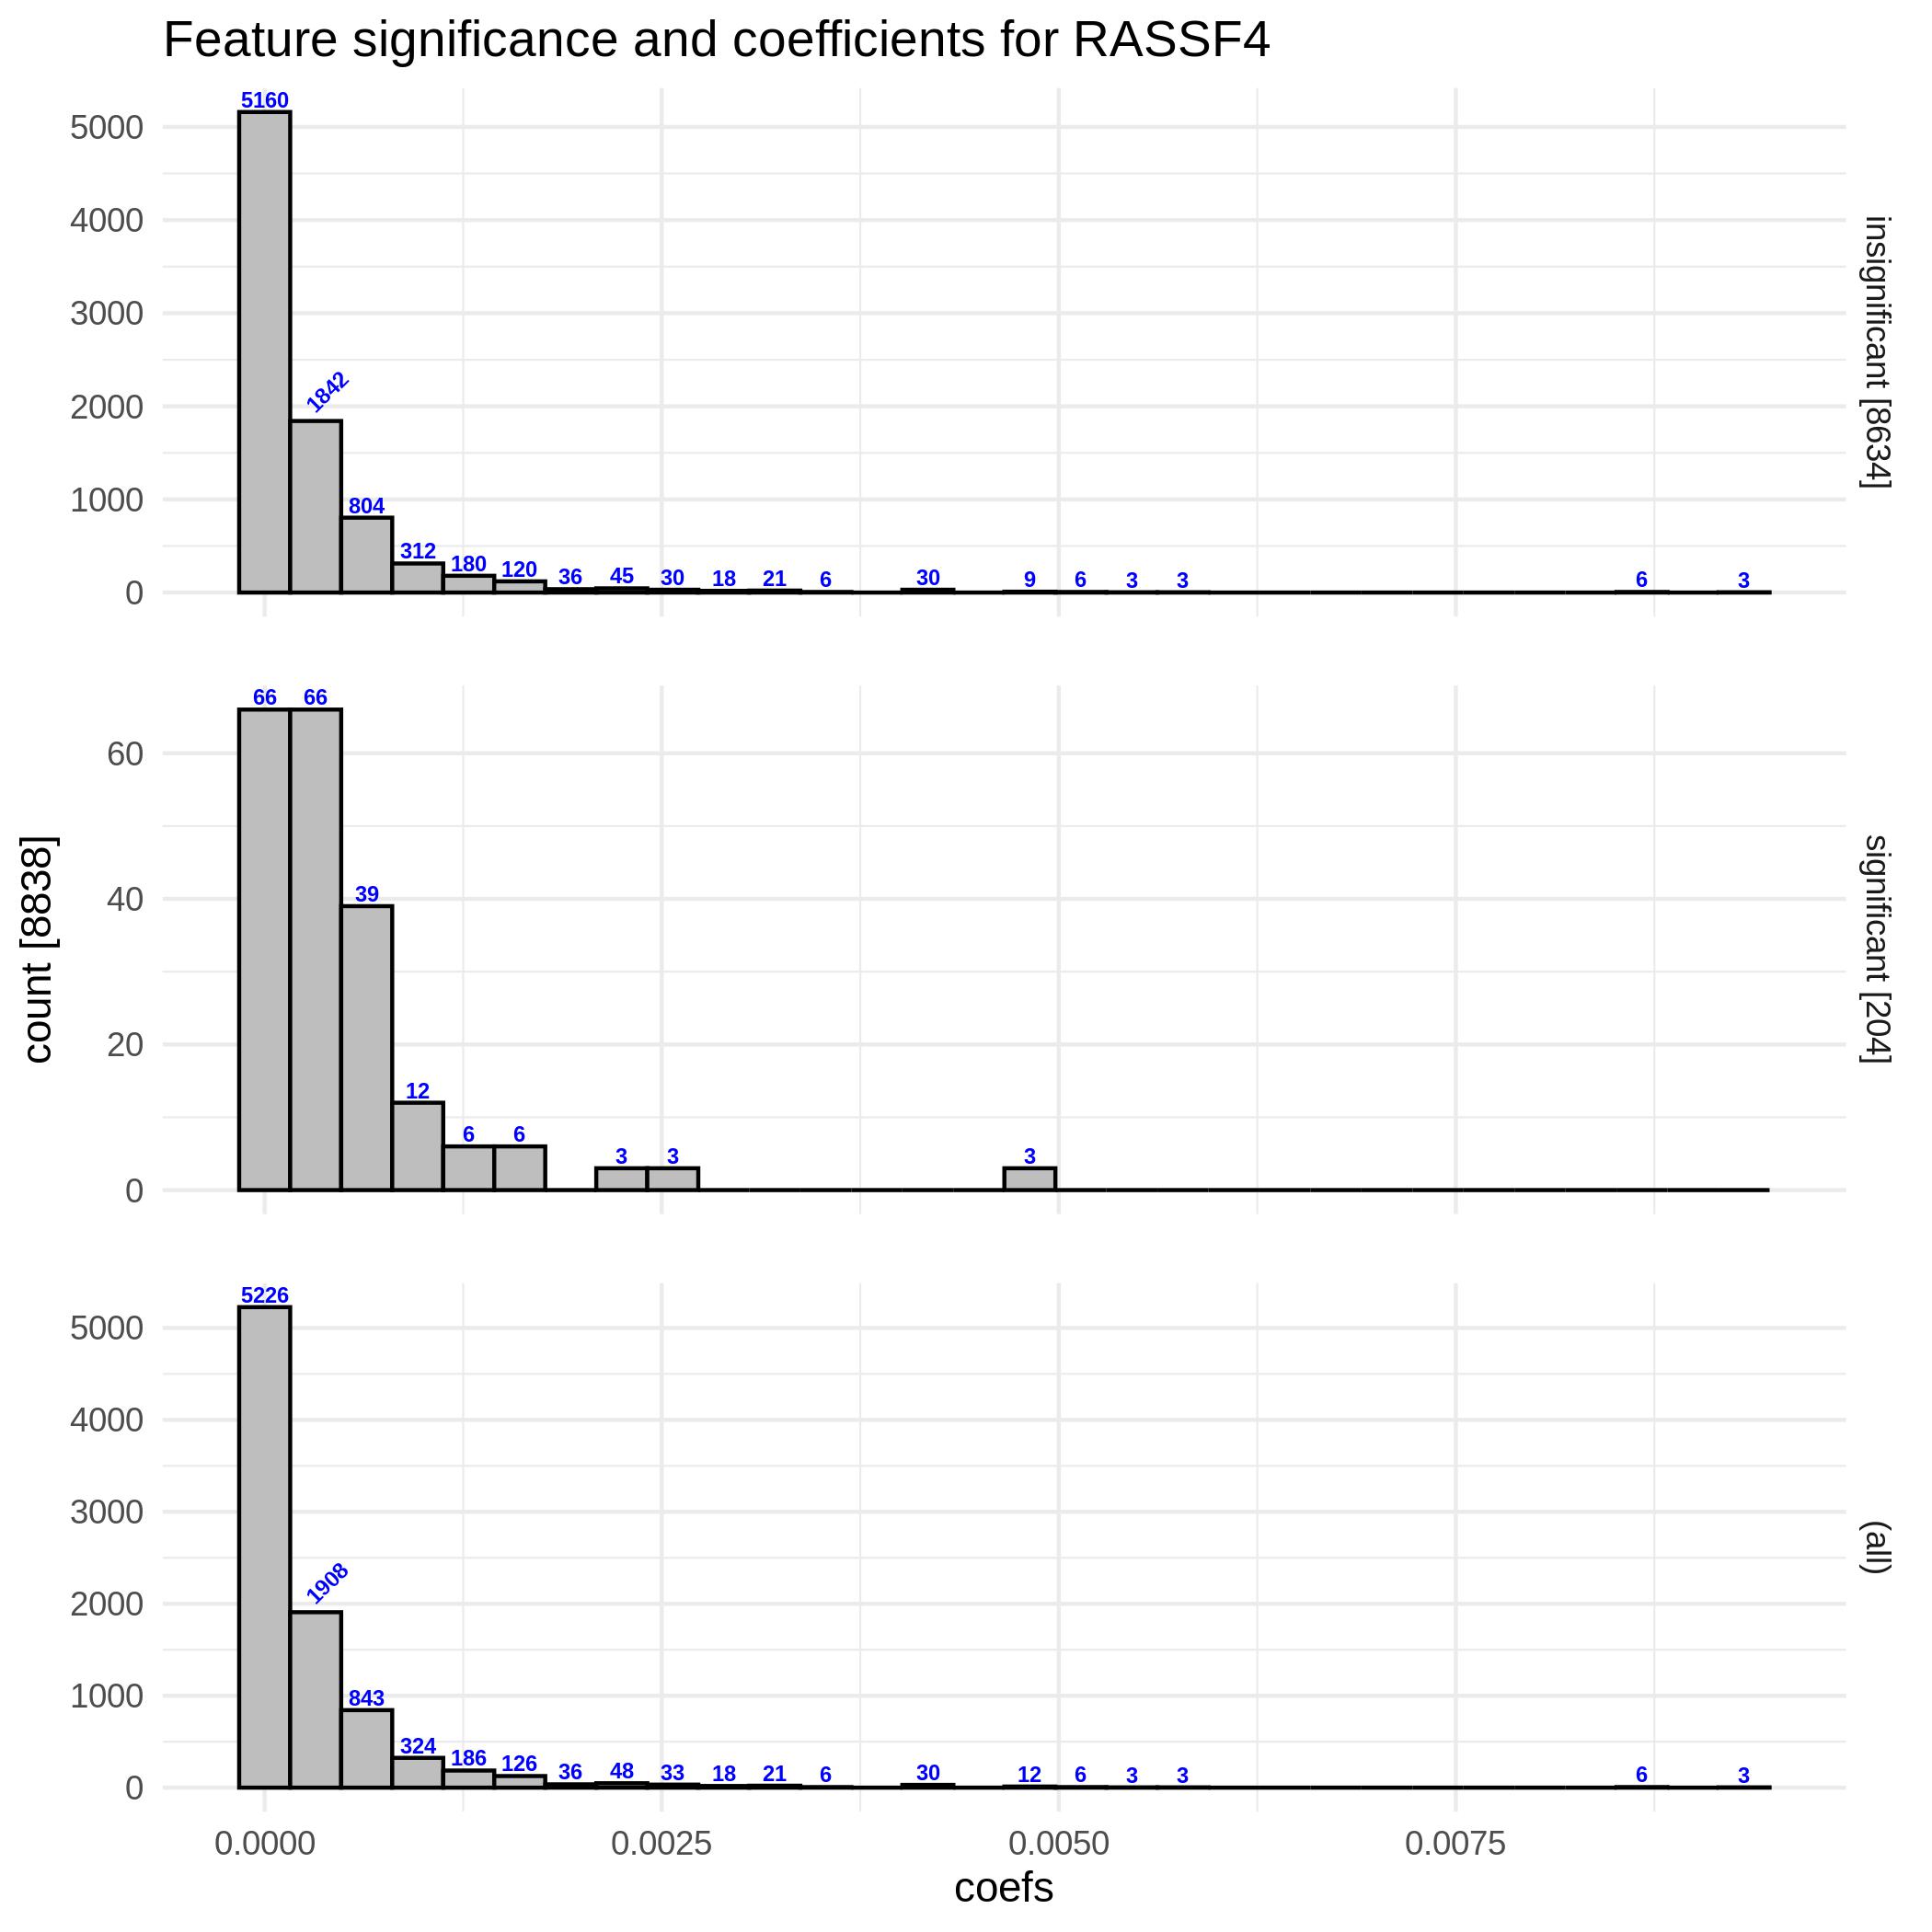 Feature significance and coefficients for RASSF4
5160
5000
4000
3000
1842
2000
804
1000
312
180 120 36 45 30 18 21 6 30 9 6 3 3 6 3
0
insignificant [8634]
66 66
60
39
40
20
12
6 6
3 3 3
0
significant [204]
count [8838]
5226
5000
4000
3000
1908
2000
843
1000
324
186 126 36 48 33 18 21 6 30 12 6 3 3 6 3
0
(all)
0.0000 0.0025 0.0050 0.0075
coefs